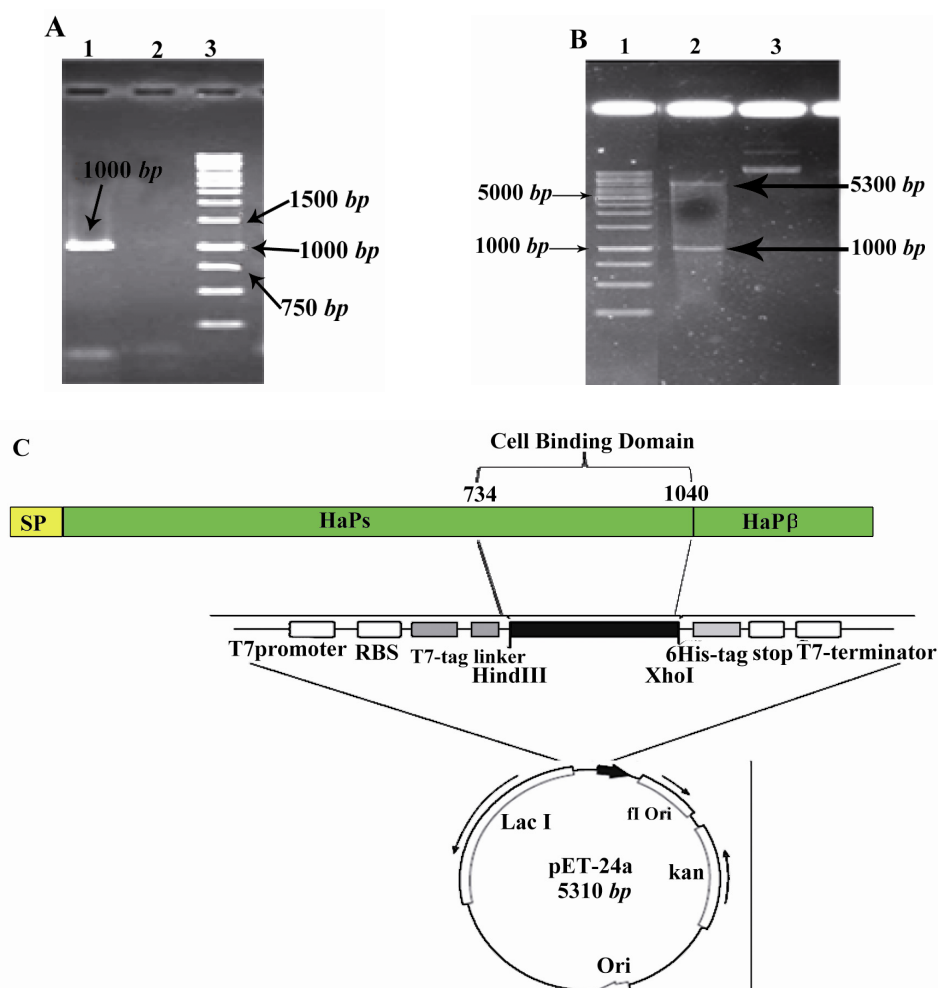 A
1 2 3
1000 bp
1500 bp
1000 bp
750 bp
B
1 2 3
5000 bp
5300 bp
1000 bp
1000 bp
C
Cell Binding Domain
734 1040
SP HaPs HaPβ
T7promoter RBS T7-tag linker 6His-tag stop T7-terminator
HindIII XhoI
Lac I
fI Ori
pET-24a
kan
5310 bp
Ori